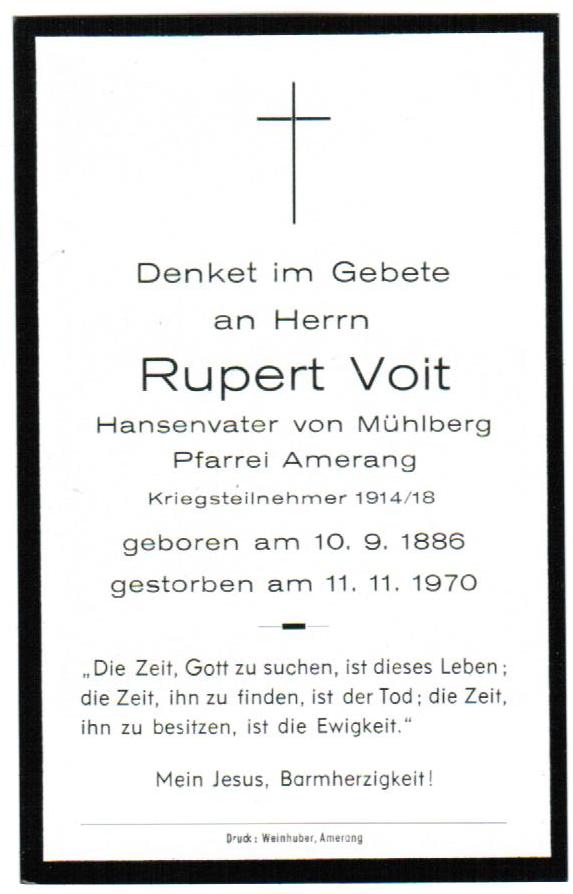 Denket im Gebete
an Herrn
Rupert Voit
Hansenvater von Mühlberg
Pfarrei Amerang
Kriegsteilnehmer 1914/18
geboren am 10. 9. 1886
gestorben am 11. 11. 1970
„Die Zeit, Gott zu suchen, ist dieses Leben;
die Zeit, ihn zu finden, ist der Tod; die Zeit,
ihn zu besitzen, ist die Ewigkeit.“
Mein Jesus, Barmherzigkeit!
Druck: Weinhuber, Amerang